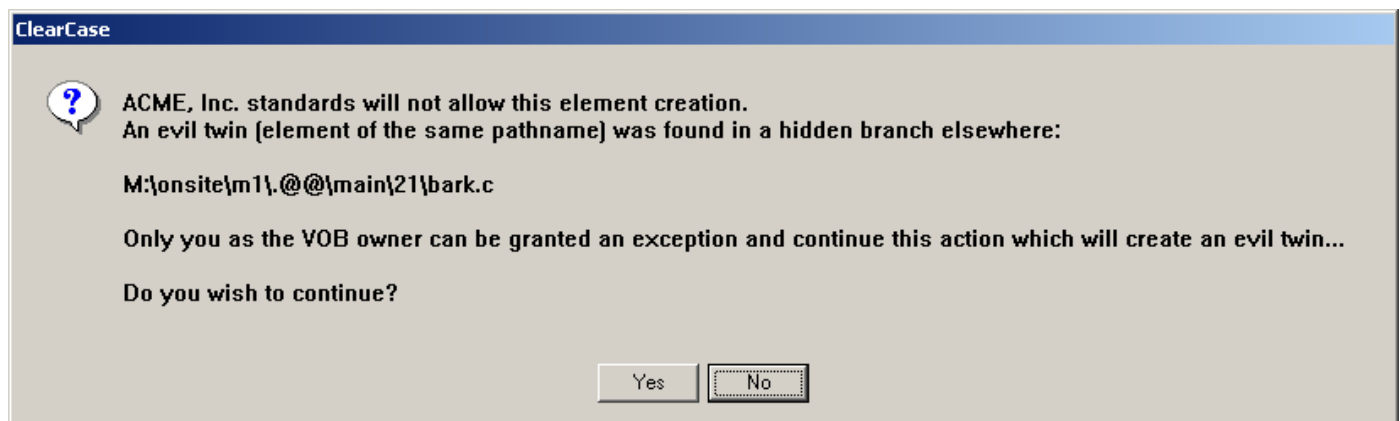 ClearCase
?
ACME, Inc. standards will not allow this element creation.
An evil twin (element of the same pathname) was found in a hidden branch elsewhere:
M:\onsite\m1\.@@\main\21\bark.c
Only you as the VOB owner can be granted an exception and continue this action which will create an evil twin...
Do you wish to continue?
Yes
No